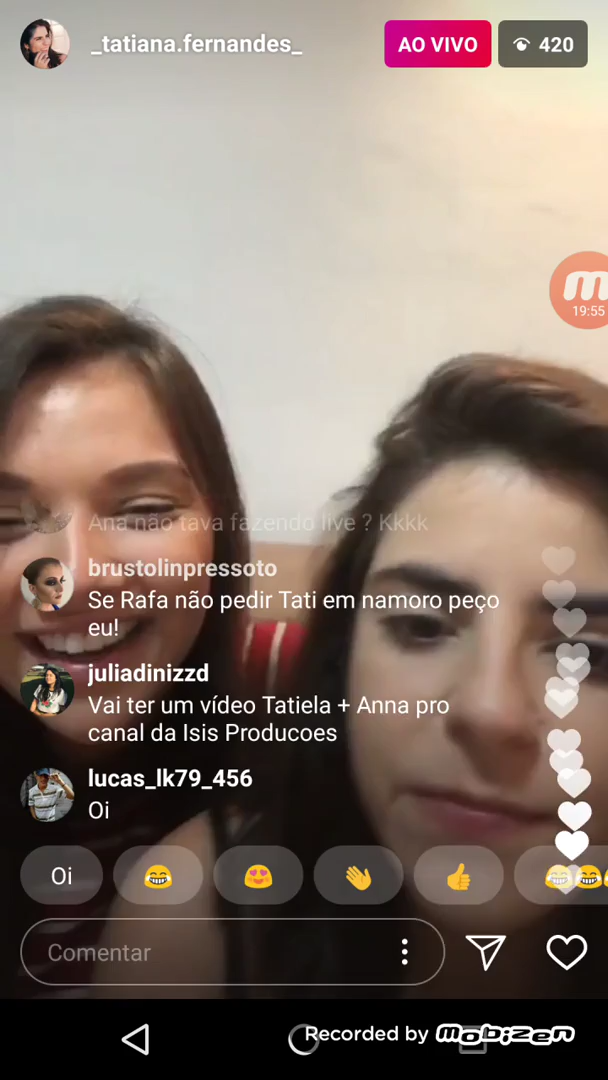 _tatiana.fernandes_
AO VIVO
420
19:55
Ana não tava fazendo live ? Kkkk
brustolinpressoto
Se Rafa não pedir Tati em namoro peço
eu!
juliadinizzd
Vai ter um vídeo Tatiela + Anna pro
canal da Isis Producoes
lucas_lk79_456
Oi
Oi
Comentar
Recorded by mobizen